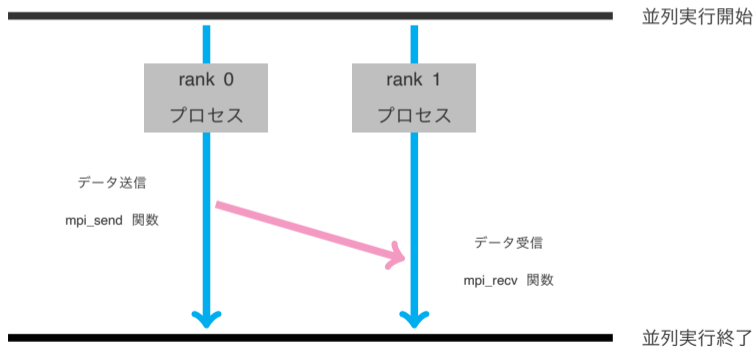 並列実行開始
rank 0
プロセス
rank 1
プロセス
データ送信
mpi_send 関数
データ受信
mpi_recv 関数
並列実行終了